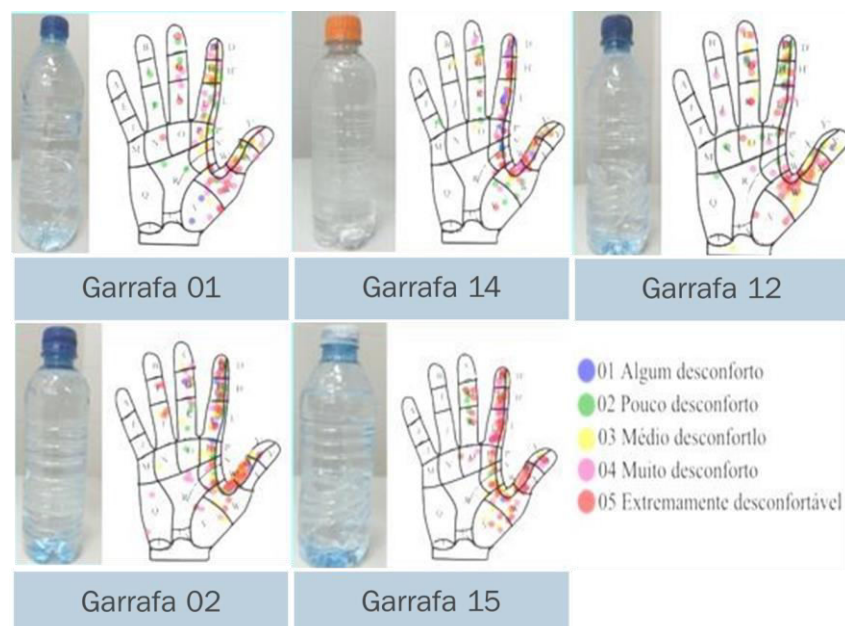 Garrafa 01
Garrafa 14
Garrafa 12
Garrafa 02
Garrafa 15
01 Algum desconforto
02 Pouco desconforto
03 Médio desconfortlo
04 Muito desconforto
05 Extremamente desconfortável